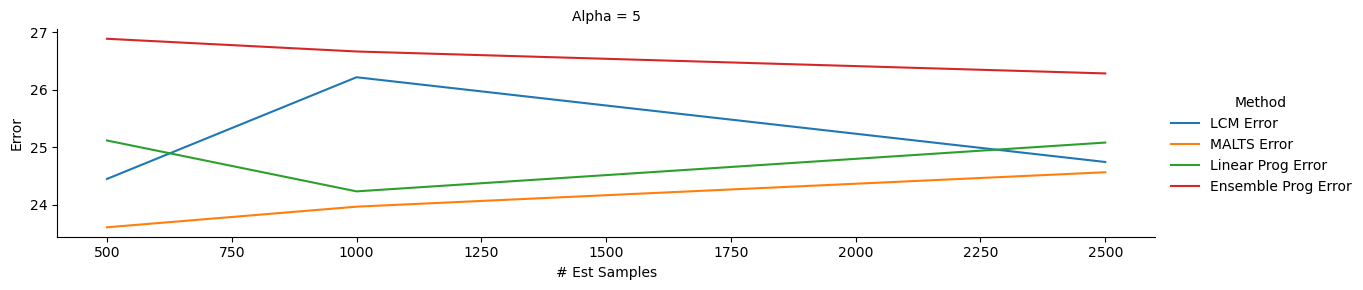 Alpha = 5
27
26
25
24
Error
500 750 1000 1250 1500 1750 2000 2250 2500
# Est Samples
Method
LCM Error
MALTS Error
Linear Prog Error
Ensemble Prog Error